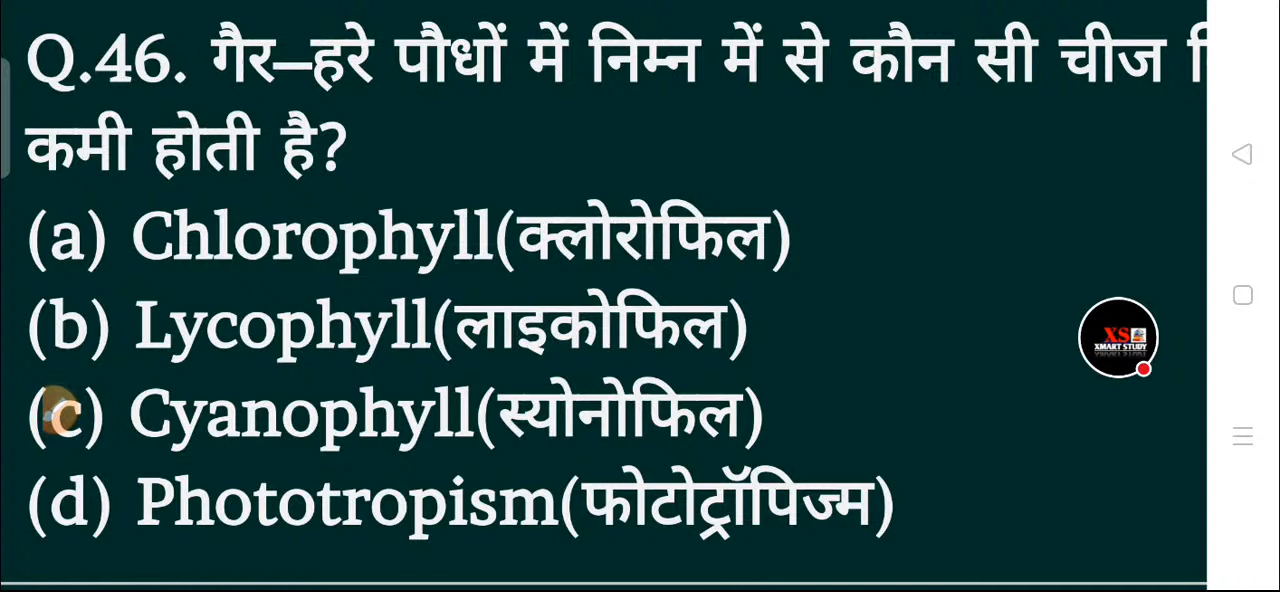 Q.46. गैर–हरे पौधों में निम्न में से कौन सी चीज
कमी होती है?
(a) Chlorophyll(क्लोरोफिल)
(b) Lycophyll(लाइकोफिल)
(c) Cyanophyll(स्योनोफिल)
(d) Phototropism(फोटोट्रॉपिज्म)
XS
XMART STUDY